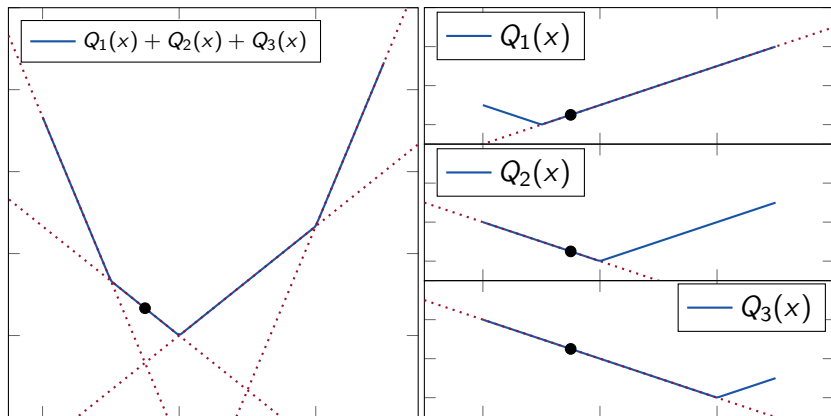 Q₁(x) + Q₂(x) + Q₃(x)
Q₁(x)
Q₂(x)
Q₃(x)